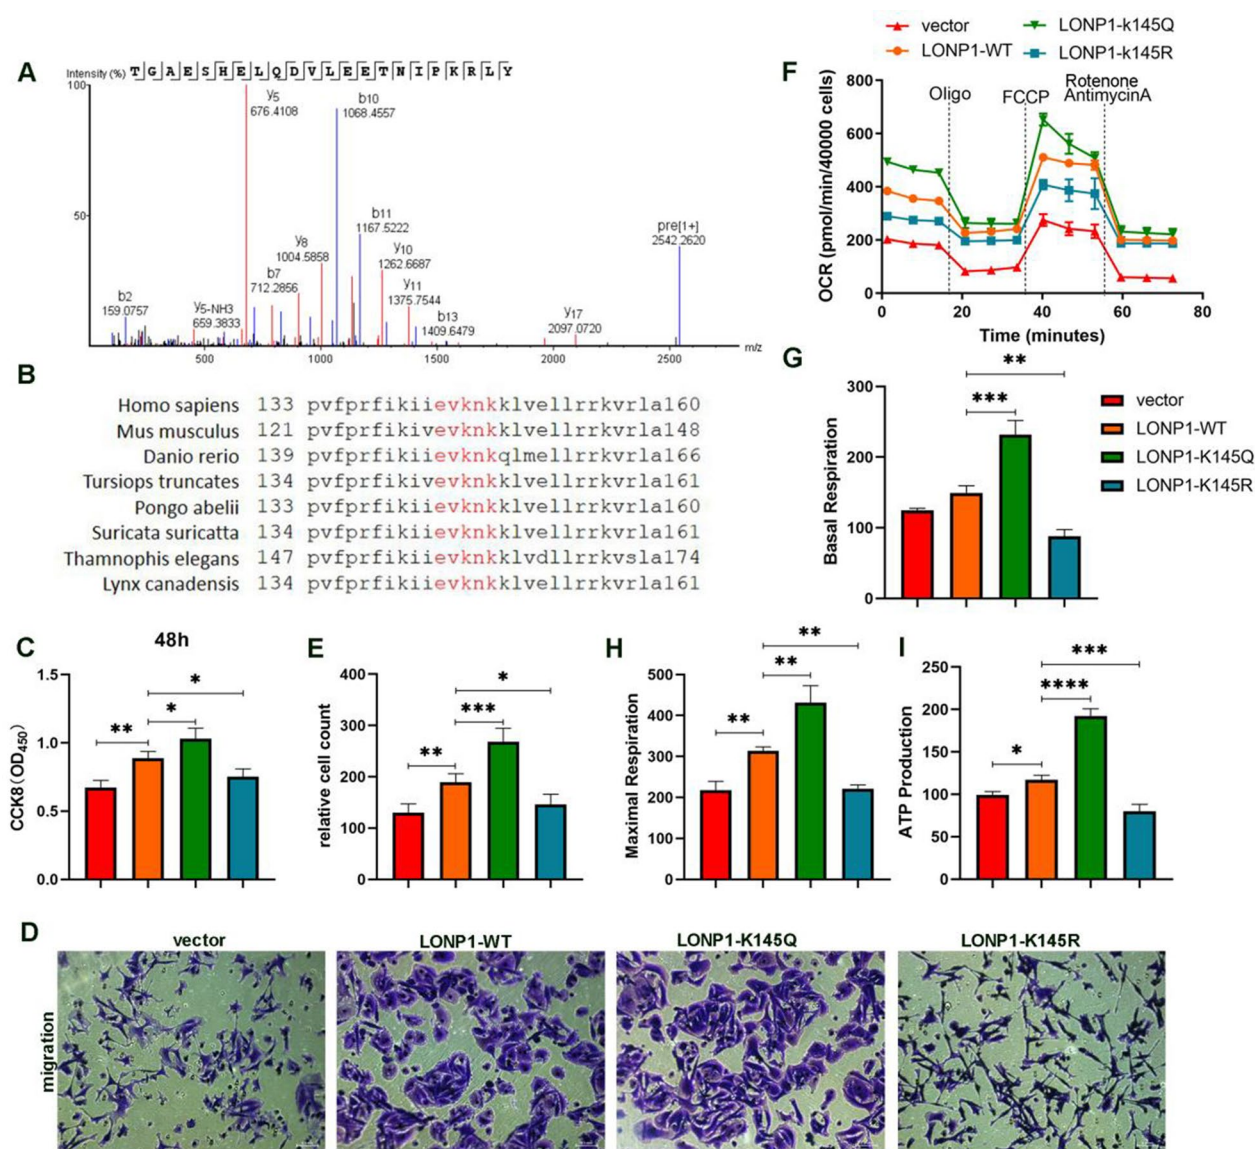 A
Intensity (%)
T G A E S H E L Q D V L E E T N I P K R L Y
100
50
y5
676.4108
b10
1068.4557
b11
1167.5222
y8
1004.5858
y10
1262.6687
pre[1+]
2542.2620
b7
712.2856
y11
1375.7544
b2
159.0757
y5-NH3
659.3833
b13
1409.6479
y17
2097.0720
500
1000
1500
2000
2500
m/z
B
Homo sapiens 133 pvfprfikiievknkklvellrrkvrla160
Mus musculus 121 pvfprfikivevknkklvellrrkvrla148
Danio rerio 139 pvfprfikiievknkqlmellrrkvrla166
Tursiops truncates 134 pvfprfikivevknkklvellrrkvrla161
Pongo abelii 133 pvfprfikiievknkklvellrrkvrla160
Suricata suricatta 134 pvfprfikiievknkklvellrrkvrla161
Thamnophis elegans 147 pvfprfikiievknkklvdllrrkvsla174
Lynx canadensis 134 pvfprfikiievknkklvellrrkvrla161
C
48h
CCK8(OD450)
1.5
1.0
0.5
0.0
**
*
*
E
relative cell count
400
300
200
100
0
**
***
*
F
vector
LONP1-WT
LONP1-k145Q
LONP1-k145R
OCR (pmol/min/40000 cells)
800
600
400
200
0
Oligo
FCCP
Rotenone
AntimycinA
0 20 40 60 80
Time (minutes)
G
Basal Respiration
300
200
100
0
**
***
vector
LONP1-WT
LONP1-K145Q
LONP1-K145R
H
Maximal Respiration
500
400
300
200
100
0
**
**
**
I
ATP Production
250
200
150
100
50
0
*
****
***
D
vector
LONP1-WT
LONP1-K145Q
LONP1-K145R
migration